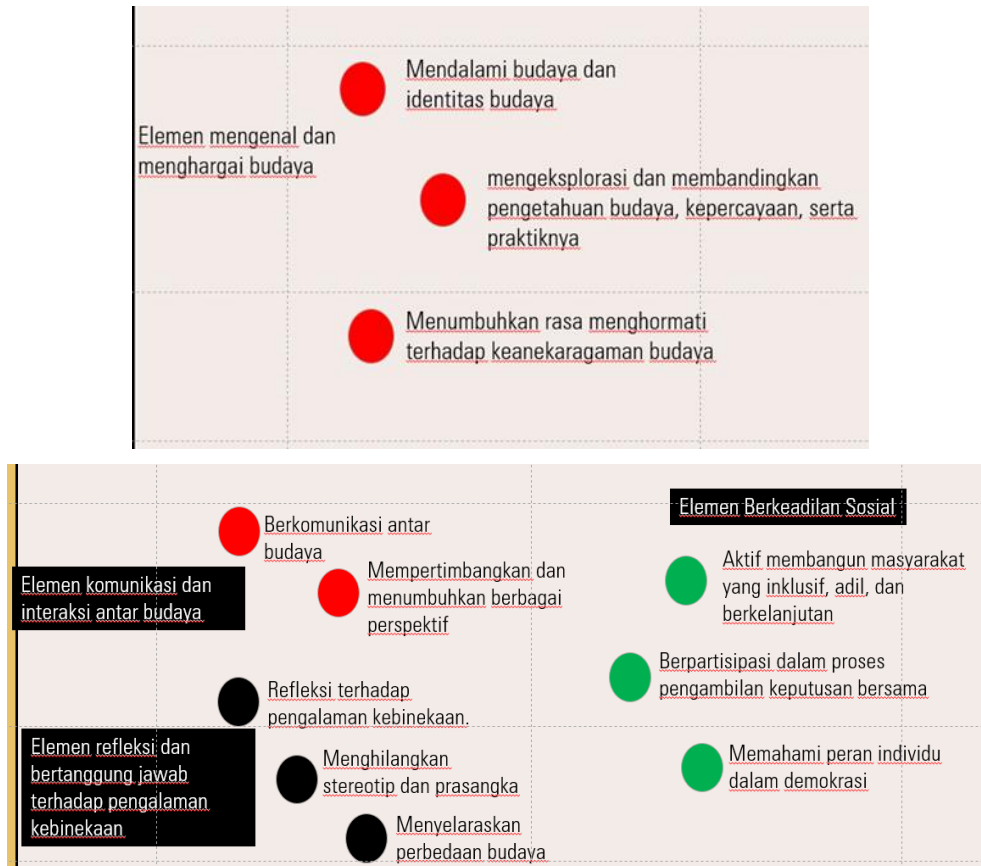 Mendalami budaya dan
identitas budaya
Elemen mengenal dan
menghargai budaya
mengeksplorasi dan membandingkan
pengetahuan budaya, kepercayaan, serta
praktiknya
Menumbuhkan rasa menghormati
terhadap keanekaragaman budaya
Elemen komunikasi dan
interaksi antar budaya
Berkomunikasi antar
budaya
Mempertimbangkan dan
menumbuhkan berbagai
perspektif
Elemen refleksi dan
bertanggung jawab
terhadap pengalaman
kebinekaan
Refleksi terhadap
pengalaman kebinekaan.
Menghilangkan
stereotip dan prasangka
Menyelaraskan
perbedaan budaya
Elemen Berkeadilan Sosial
Aktif membangun masyarakat
yang inklusif, adil, dan
berkelanjutan
Berpartisipasi dalam proses
pengambilan keputusan bersama
Memahami peran individu
dalam demokrasi